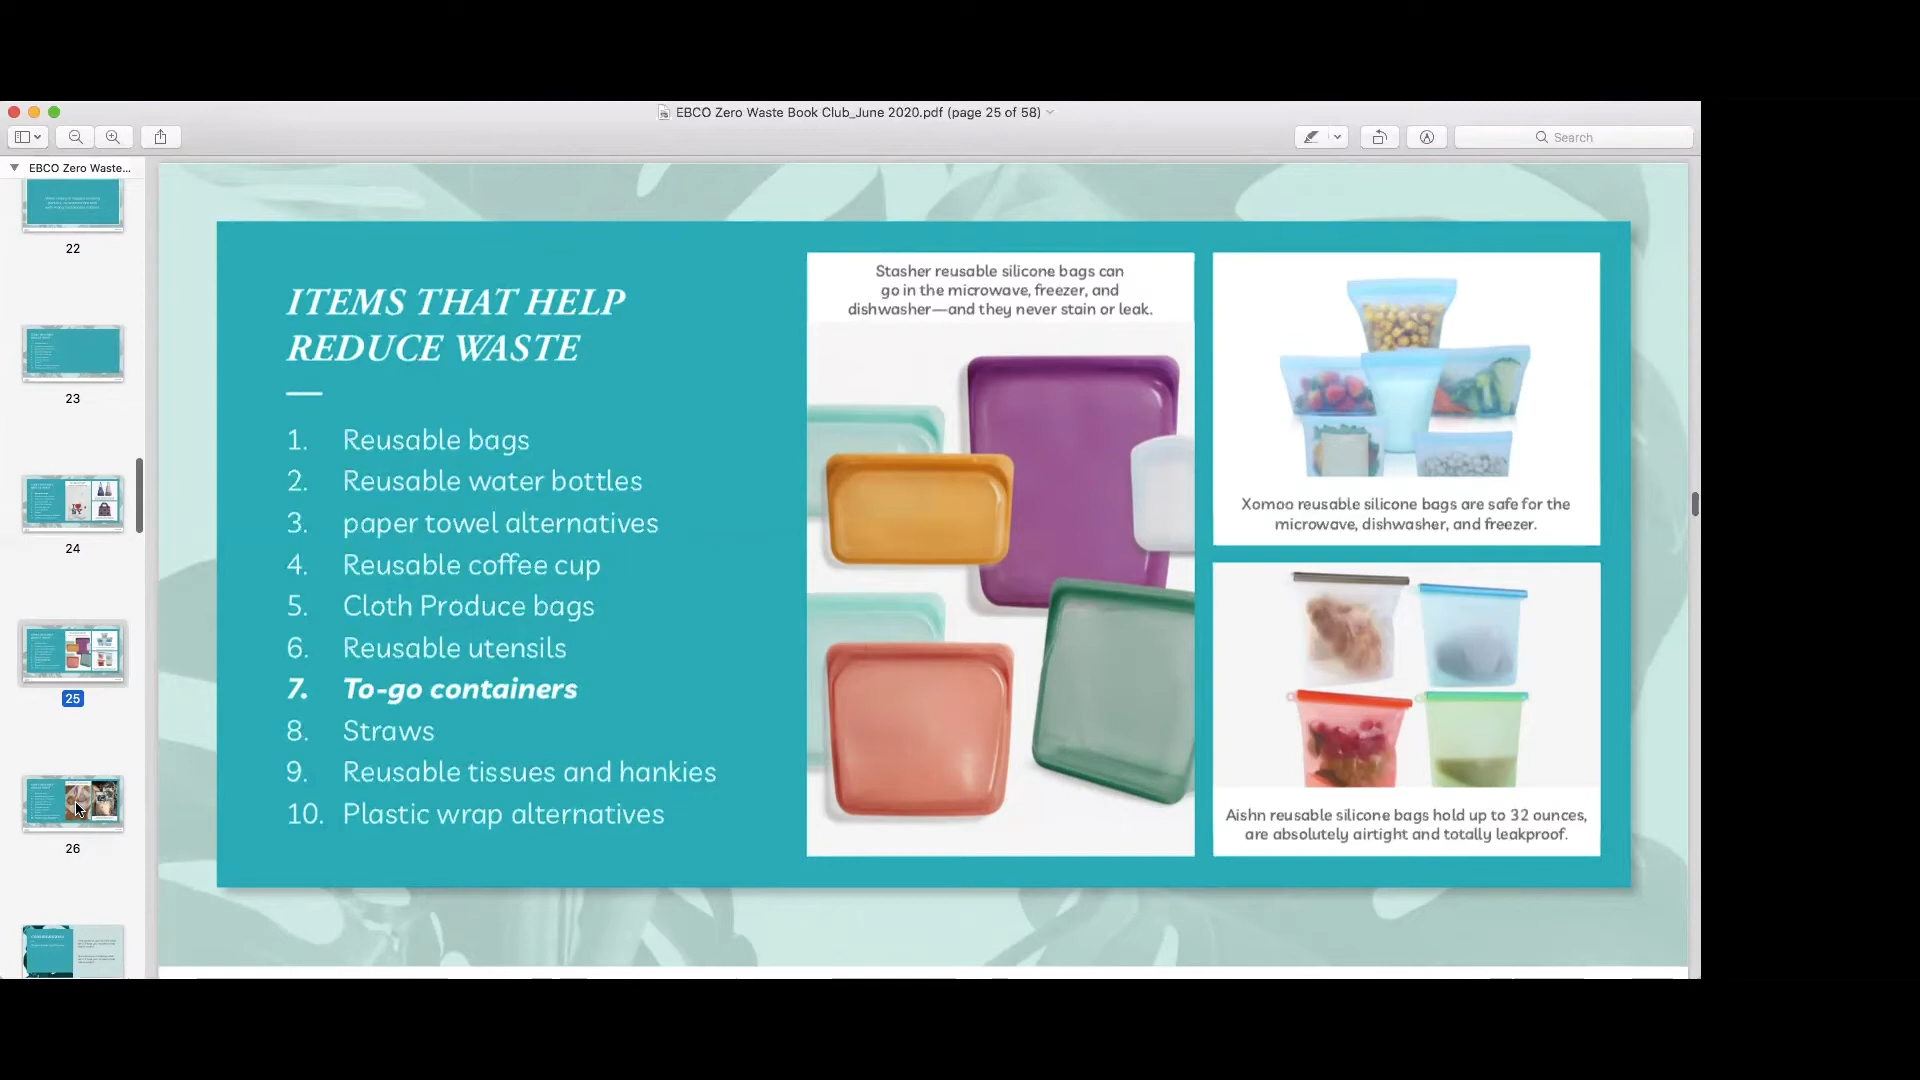 EBCO Zero Waste Book Club_June 2020.pdf (page 25 of 58)
Search
EBCO Zero Waste...
22
23
24
25
26
ITEMS THAT HELP
REDUCE WASTE
1. Reusable bags
2. Reusable water bottles
3. paper towel alternatives
4. Reusable coffee cup
5. Cloth Produce bags
6. Reusable utensils
7. To-go containers
8. Straws
9. Reusable tissues and hankies
10. Plastic wrap alternatives
Stasher reusable silicone bags can
go in the microwave, freezer, and
dishwasher—and they never stain or leak.
Xomoo reusable silicone bags are safe for the
microwave, dishwasher, and freezer.
Aishn reusable silicone bags hold up to 32 ounces,
are absolutely airtight and totally leakproof.